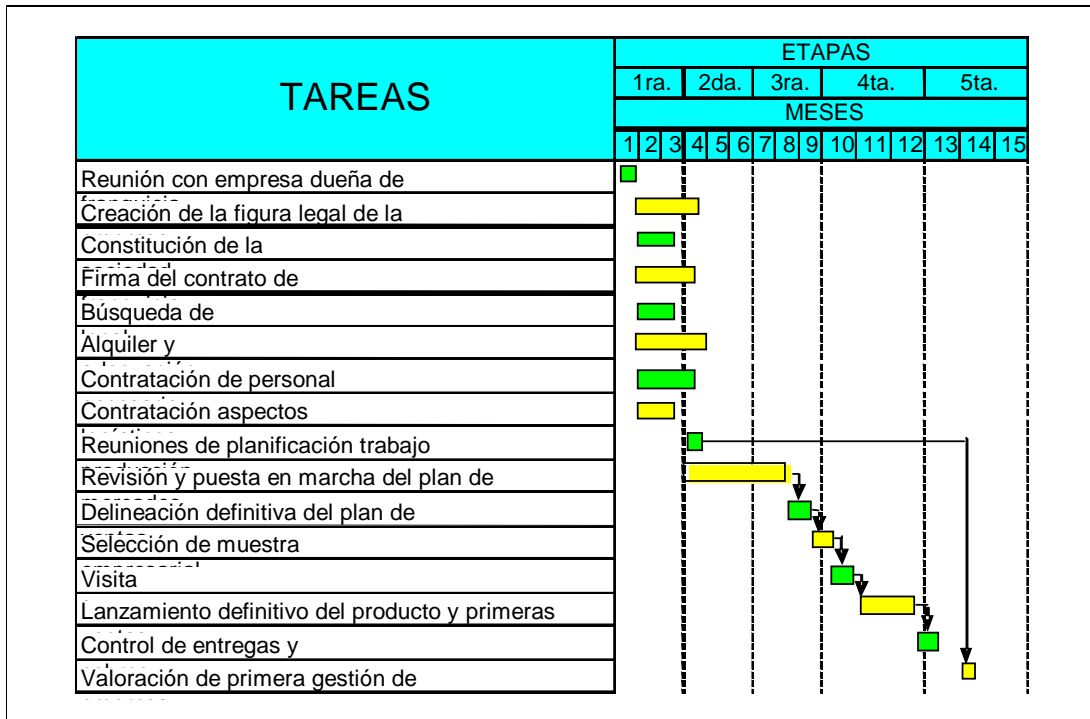 TAREAS
ETAPAS
1ra. 2da. 3ra. 4ta. 5ta.
MESES
1 2 3 4 5 6 7 8 9 10 11 12 13 14 15
Reunión con empresa dueña de
Creación de la figura legal de la
Constitución de la
Firma del contrato de
Búsqueda de
Alquiler y
Contratación de personal
Contratación aspectos
Reuniones de planificación trabajo
Revisión y puesta en marcha del plan de
Delineación definitiva del plan de
Selección de muestra
Visita
Lanzamiento definitivo del producto y primeras
Control de entregas y
Valoración de primera gestión de